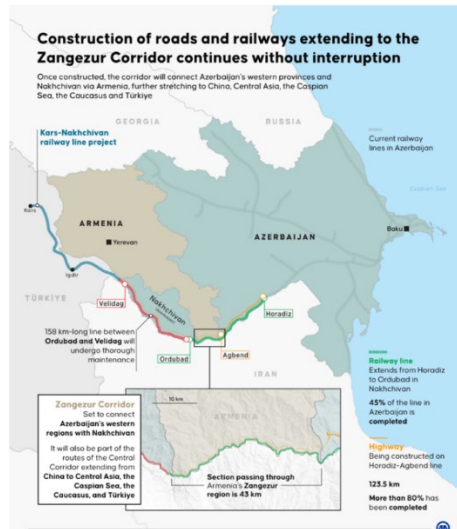 Construction of roads and railways extending to the
Zangezur Corridor continues without interruption
Once constructed, the corridor will connect Azerbaijan's western provinces and
Nakhchivan via Armenia, further stretching to China, Central Asia, the Caspian
Sea, the Caucasus and Türkiye
GEORGIA
RUSSIA
Kars-Nakhchivan
railway line project
Current railway
lines in Azerbaijan
Caspian Sea
Kars
ARMENIA
Yerevan
AZERBAIJAN
Baku
Igdir
TÜRKİYE
Velidag
Nakhchivan
Horadiz
158 km-long line between
Ordubad and Velidag will
undergo thorough
maintenance
Ordubad
Agbend
IRAN
Railway line
Extends from Horadiz
to Ordubad in
Nakhchivan
45% of the line in
Azerbaijan is
completed
Zangezur Corridor
Set to connect
Azerbaijan's western
regions with Nakhchivan
It will also be part of the
routes of the Central
Corridor extending from
China to Central Asia, the
Caspian Sea, the
Caucasus, and Türkiye
10 km
ARMENIA
Section passing through
Armenia's Zangezur
region is 43 km
Highway
Being constructed on
Horadiz-Agbend line
123.5 km
More than 80% has
been completed